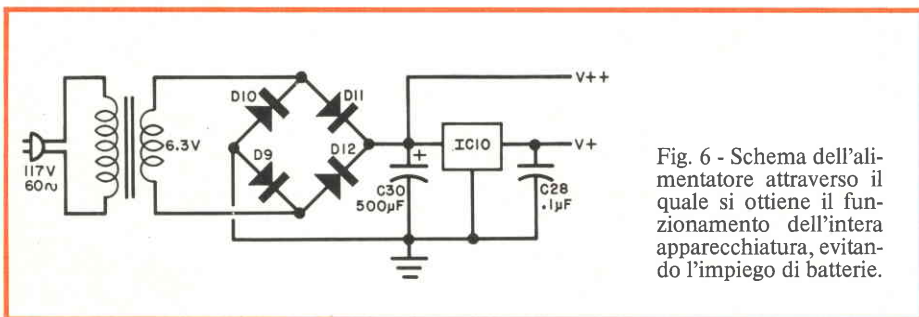 D10
D11
V++
6.3V
IC10
V+
D9
D12
+
117V
60~
C30
500µF
C28
.1µF
Fig. 6 - Schema dell'ali-
mentatore attraverso il
quale si ottiene il fun-
zionamento dell'intera
apparecchiatura, evitan-
do l'impiego di batterie.